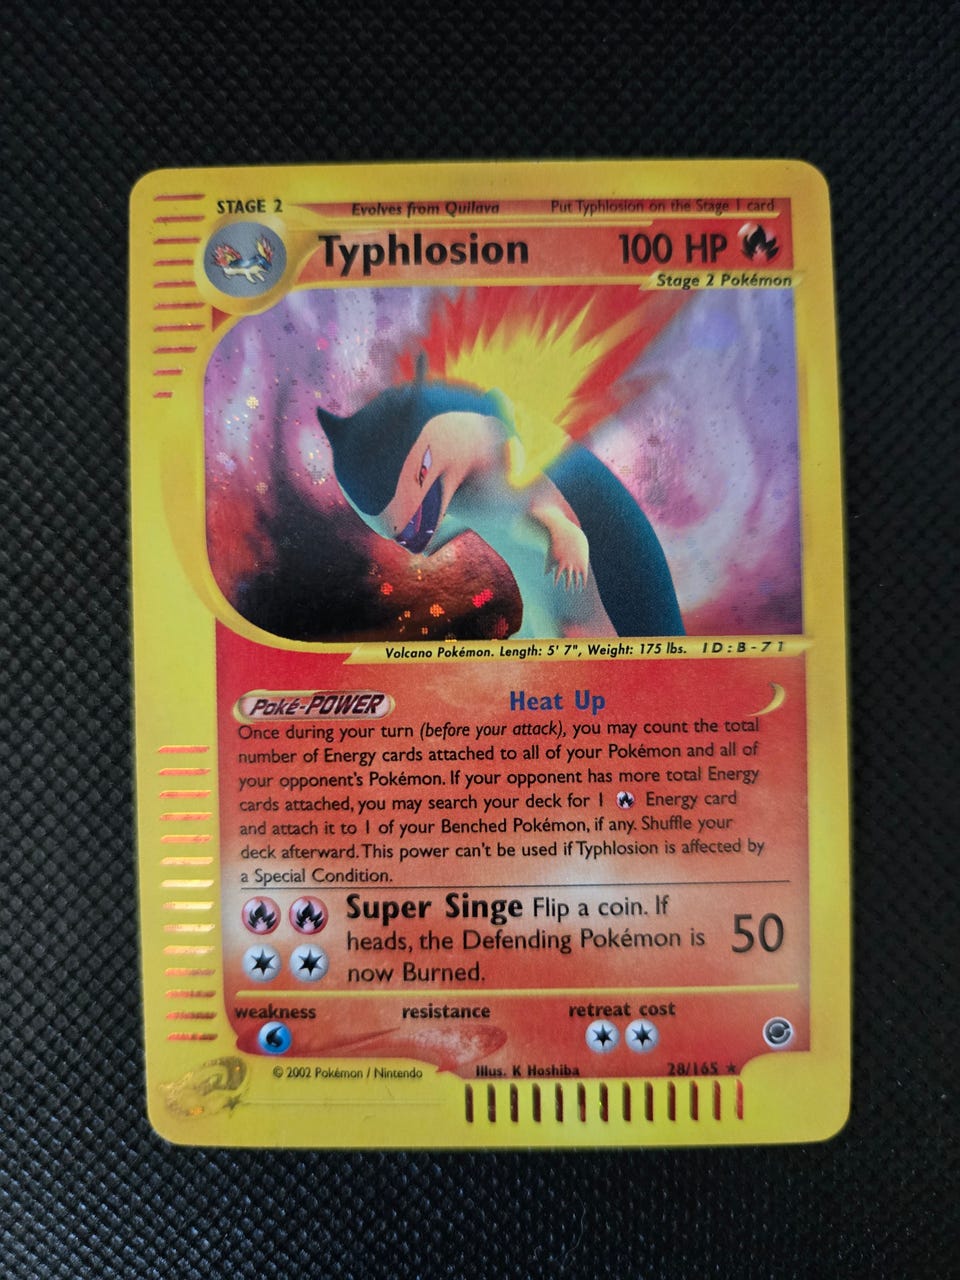 STAGE 2 Evolves from Quilava Put Typhlosion on the Stage 1 card
Typhlosion 100 HP
Stage 2 Pokémon
Volcano Pokémon. Length: 5' 7", Weight: 175 lbs. ID:B-71
Poké-POWER Heat Up
Once during your turn (before your attack), you may count the total
number of Energy cards attached to all of your Pokémon and all of
your opponent's Pokémon. If your opponent has more total Energy
cards attached, you may search your deck for 1 Energy card
and attach it to 1 of your Benched Pokémon, if any. Shuffle your
deck afterward. This power can't be used if Typhlosion is affected by
a Special Condition.
Super Singe Flip a coin. If
heads, the Defending Pokémon is 50
now Burned.
weakness resistance retreat cost
© 2002 Pokémon / Nintendo Illus. K Hoshiba 28/165 ★